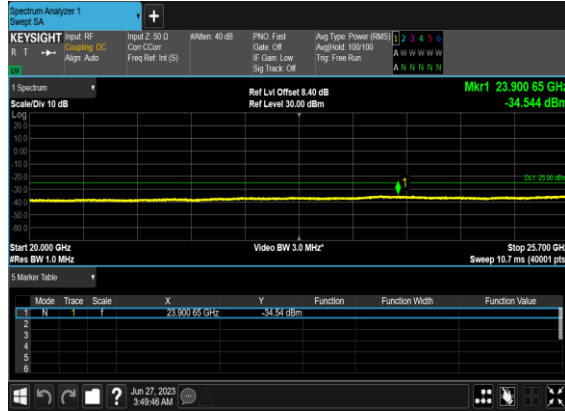 Spectrum Analyzer 1
Swept SA
KEYSIGHT
R T
LV
Input: RF
Coupling: DC
Align: Auto
Input Z: 50 Ω
Corr CCorr
Freq Ref: Int (S)
#Atten: 40 dB
PNO: Fast
Gate: Off
IF Gain: Low
Sig Track: Off
Avg Type: Power (RMS)
Avg|Hold: 100/100
Trig: Free Run
1 2 3 4 5 6
A W W W W W
A N N N N N
1 Spectrum
Scale/Div 10 dB
Ref Lvl Offset 8.40 dB
Ref Level 30.00 dBm
Mkr1 23.900 65 GHz
-34.544 dBm
Log
20.0
10.0
0.00
-10.0
-20.0
-30.0
-40.0
-50.0
-60.0
DL1 -25.00 dBm
1
Start 20.000 GHz
#Res BW 1.0 MHz
Video BW 3.0 MHz*
Stop 25.700 GHz
Sweep 10.7 ms (40001 pts)
5 Marker Table
Mode Trace Scale X Y Function Function Width Function Value
1 N 1 f 23.900 65 GHz -34.54 dBm
2
3
4
5
6
?
Jun 27, 2023
3:49:46 AM